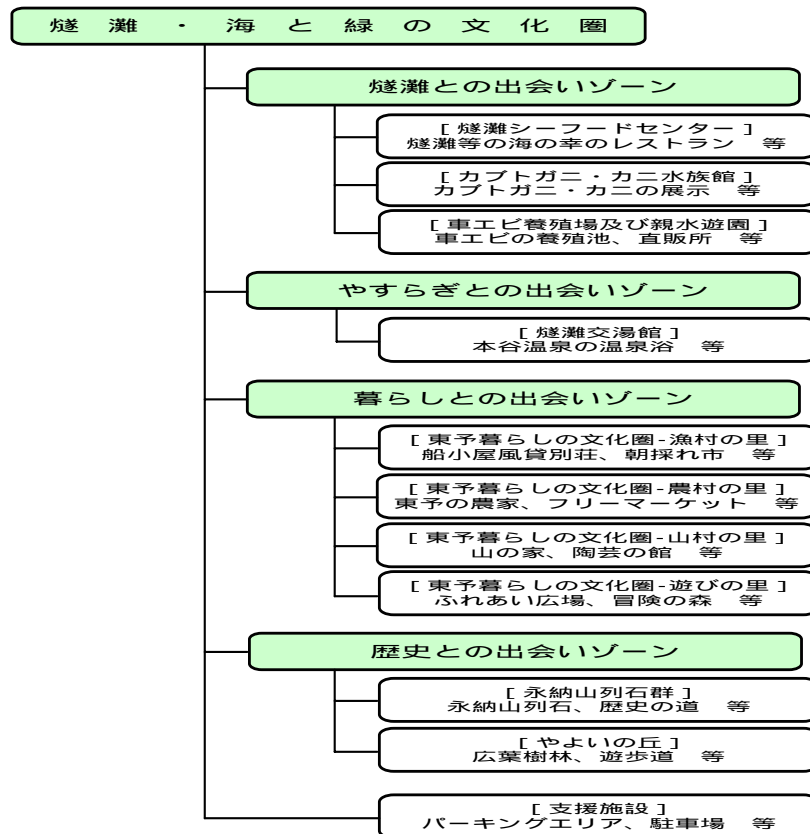 燧灘・海と緑の文化圏
燧灘との出会いゾーン
[燧灘シーフードセンター]
燧灘等の海の幸のレストラン　等
[カブトガニ・カニ水族館]
カブトガニ・カニの展示　等
[車エビ養殖場及び親水遊園]
車エビの養殖池、直販所　等
やすらぎとの出会いゾーン
[燧灘交湯館]
本谷温泉の温泉浴　等
暮らしとの出会いゾーン
[東予暮らしの文化圏-漁村の里]
船小屋風貸別荘、朝採れ市　等
[東予暮らしの文化圏-農村の里]
東予の農家、フリーマーケット　等
[東予暮らしの文化圏-山村の里]
山の家、陶芸の館　等
[東予暮らしの文化圏-遊びの里]
ふれあい広場、冒険の森　等
歴史との出会いゾーン
[永納山列石群]
永納山列石、歴史の道　等
[やよいの丘]
広葉樹林、遊歩道　等
[支援施設]
パーキングエリア、駐車場　等